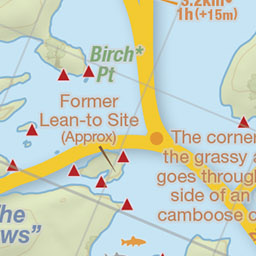 3.2km~
1h (+15m)
Birch*
Pt
Former
Lean-to Site
(Approx)
The corner
the grassy a
goes through
side of an
camboose c
The
ws”